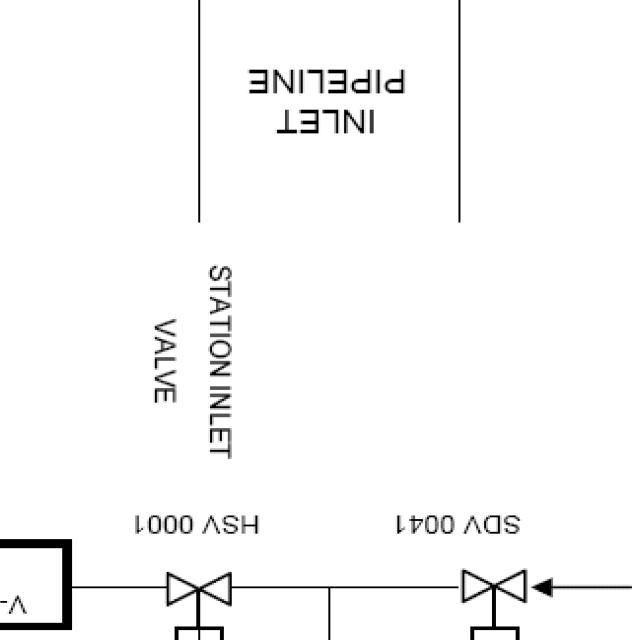 INLET
PIPELINE
STATION INLET
VALVE
SDV 0041
HSV 0001
V-